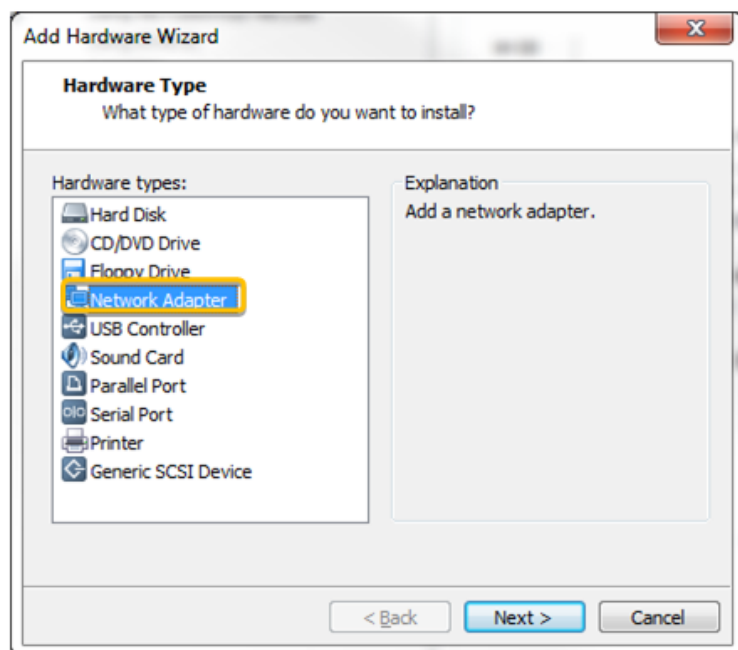 Add Hardware Wizard
Hardware Type
What type of hardware do you want to install?
Hardware types:
Hard Disk
CD/DVD Drive
Floppy Drive
Network Adapter
USB Controller
Sound Card
Parallel Port
Serial Port
Printer
Generic SCSI Device
Explanation
Add a network adapter.
< Back
Next >
Cancel